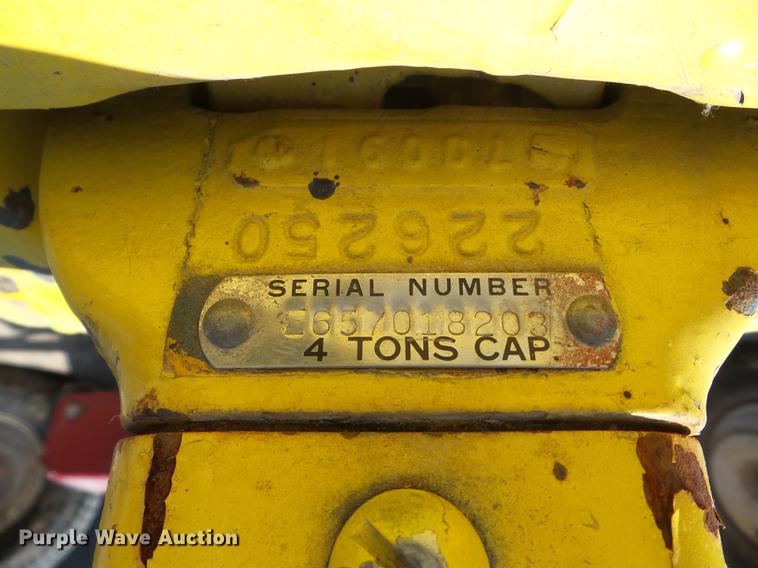 226250
SERIAL NUMBER
E657018203
4 TONS CAP.
Purple Wave Auction